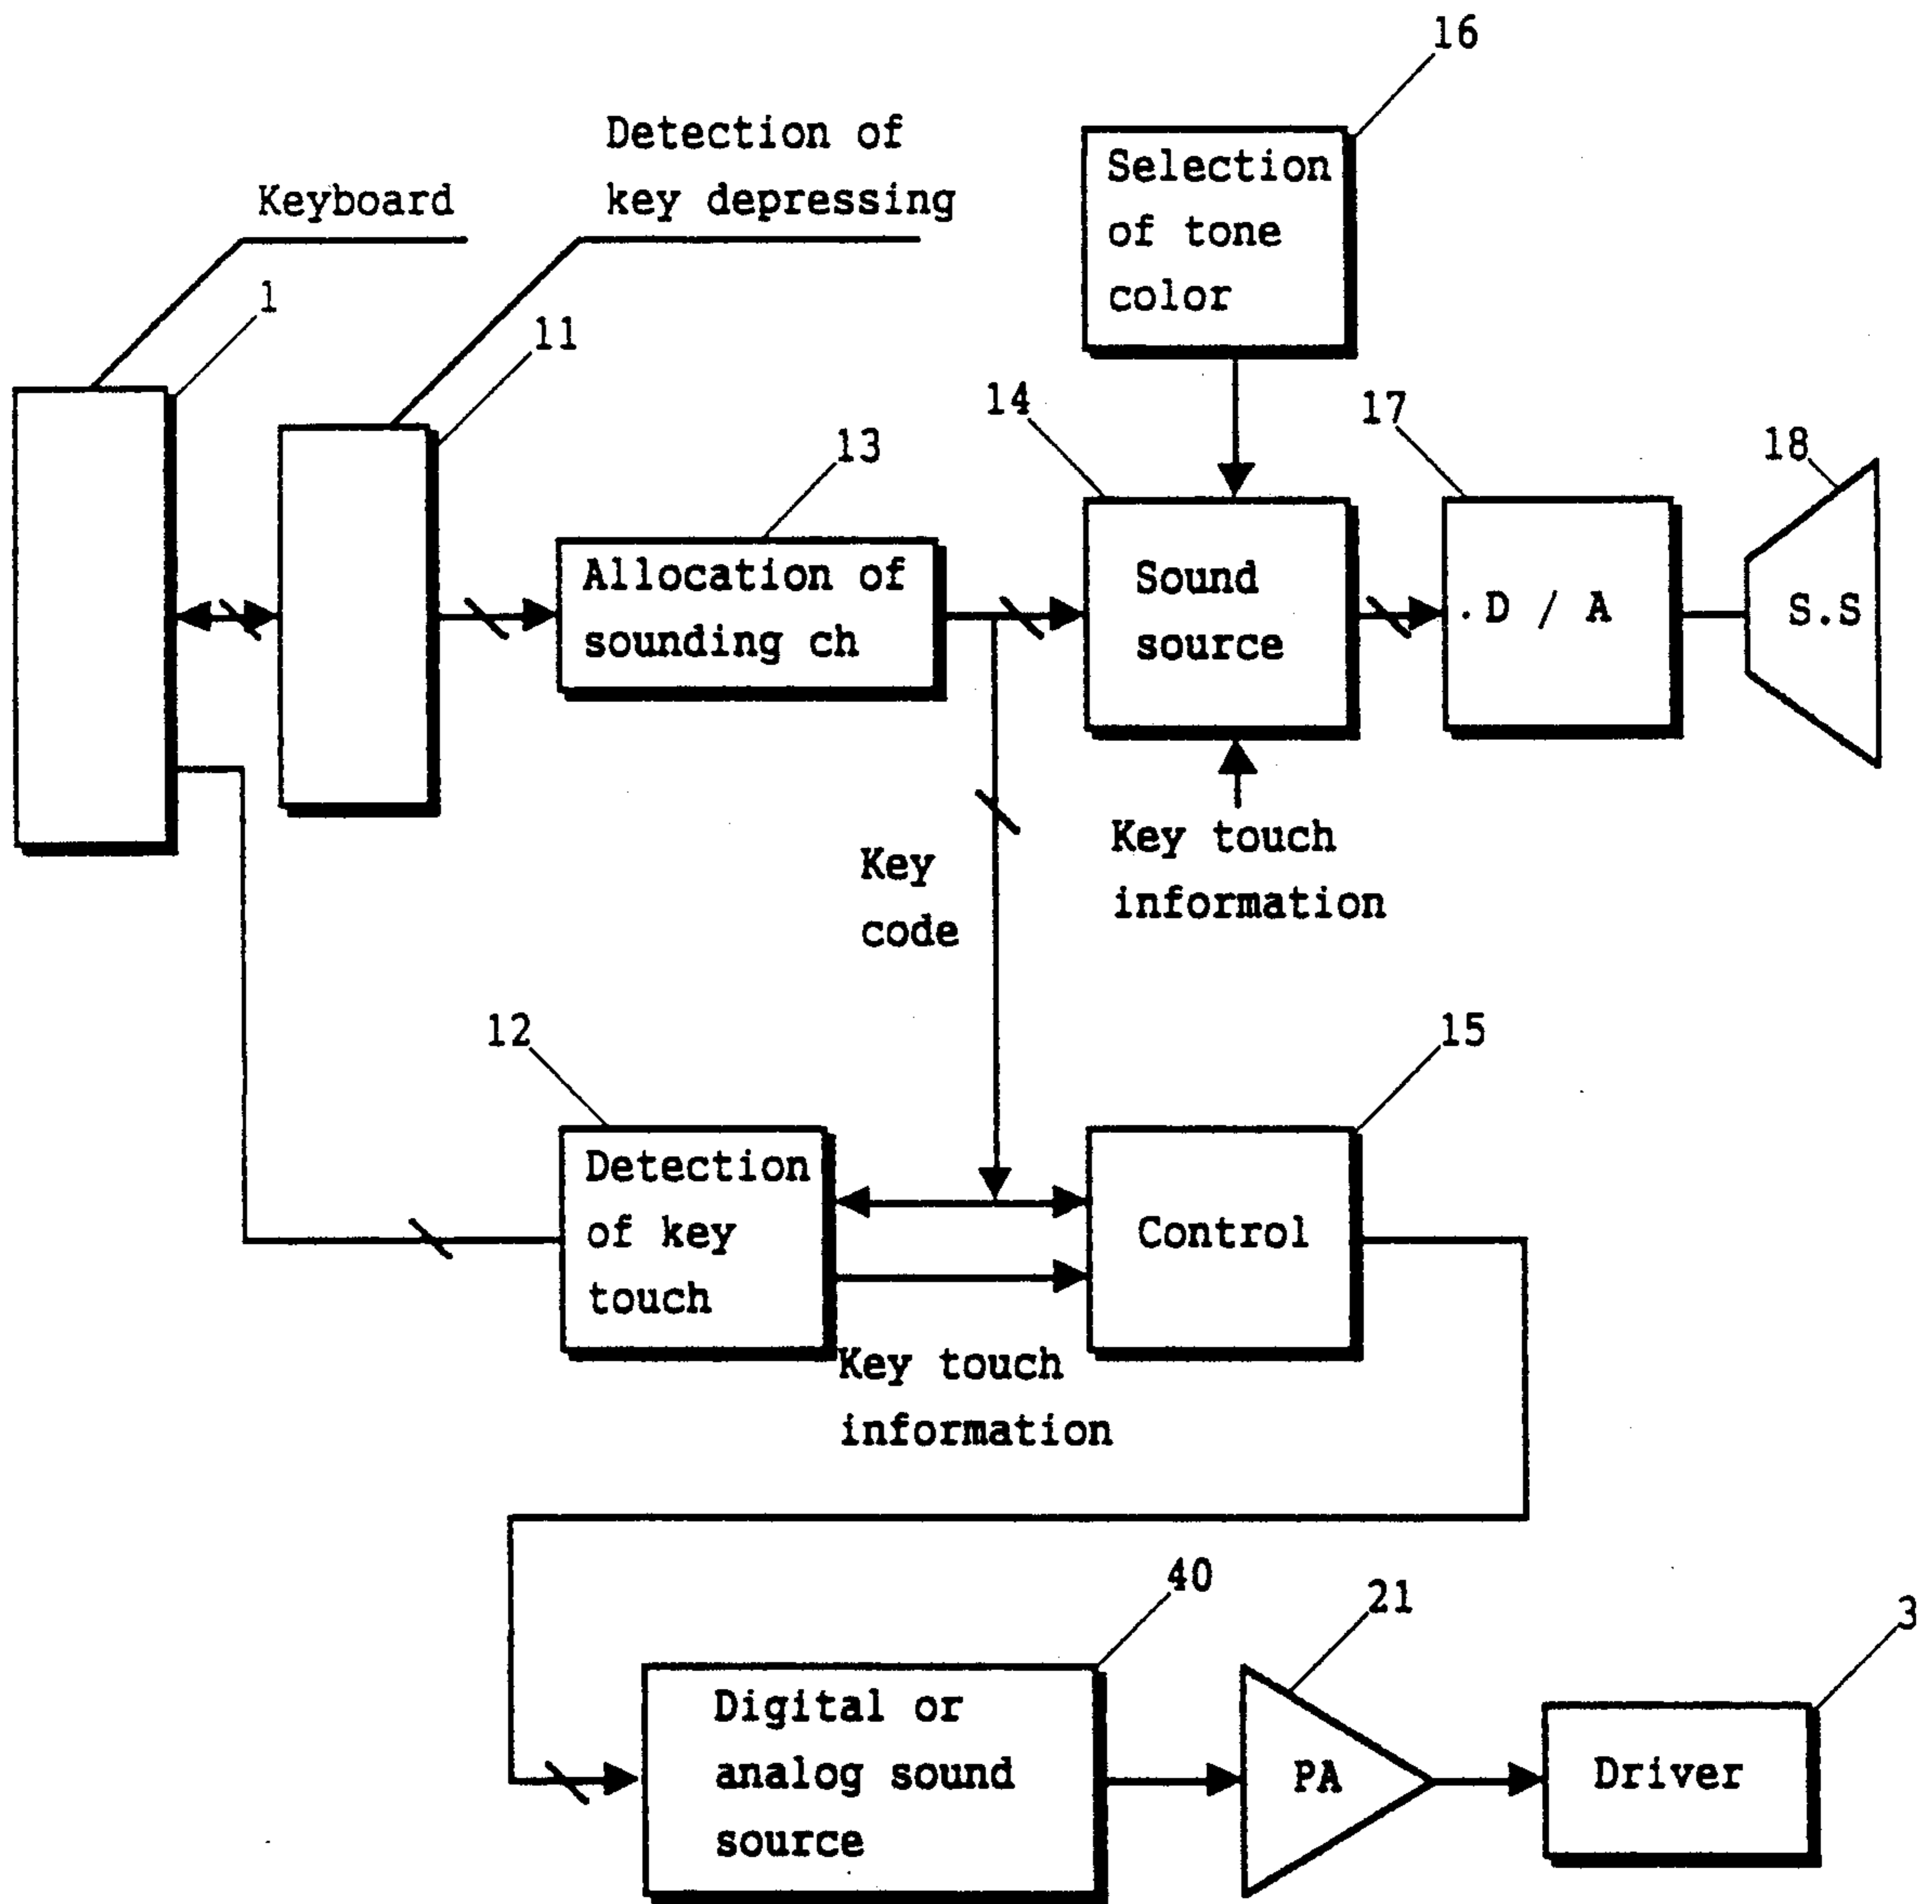 16
Detection of
key depressing
Keyboard
Selection
of tone
color
1
11
14
17
13
18
Allocation of
sounding ch
Sound
source
.D / A
S.S
Key touch
information
Key
code
12
15
Detection
of key
touch
Control
Key touch
information
40
21
3
Digital or
analog sound
source
PA
Driver